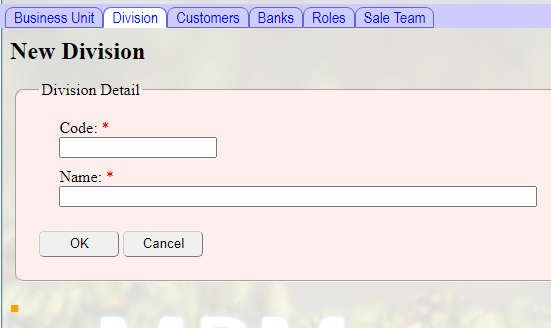 Business Unit Division Customers Banks Roles Sale Team
New Division
Division Detail
Code: *
Name: *
OK Cancel